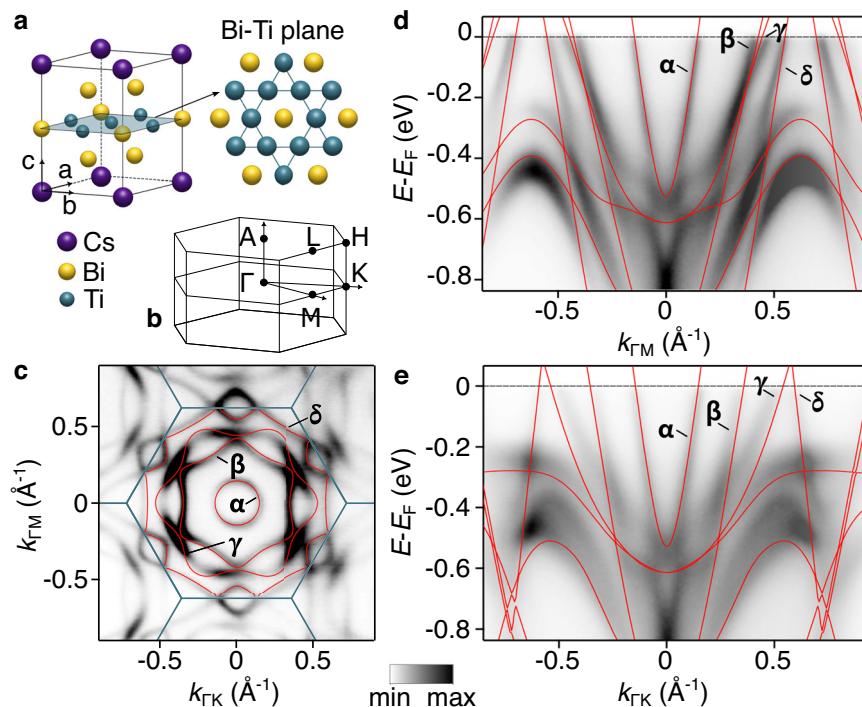 a
Bi-Ti plane
c
a
b
Cs
Bi
Ti
b
A
L
H
Γ
K
M
c
k_ΓM (Å⁻¹)
0.5
0
-0.5
-0.5
0
0.5
k_ΓK (Å⁻¹)
δ
β
α
γ
min
max
d
E-E_F (eV)
0
-0.2
-0.4
-0.6
-0.8
-0.5
0
0.5
k_ΓM (Å⁻¹)
α
β
γ
δ
e
E-E_F (eV)
0
-0.2
-0.4
-0.6
-0.8
-0.5
0
0.5
k_ΓK (Å⁻¹)
α
β
γ
δ